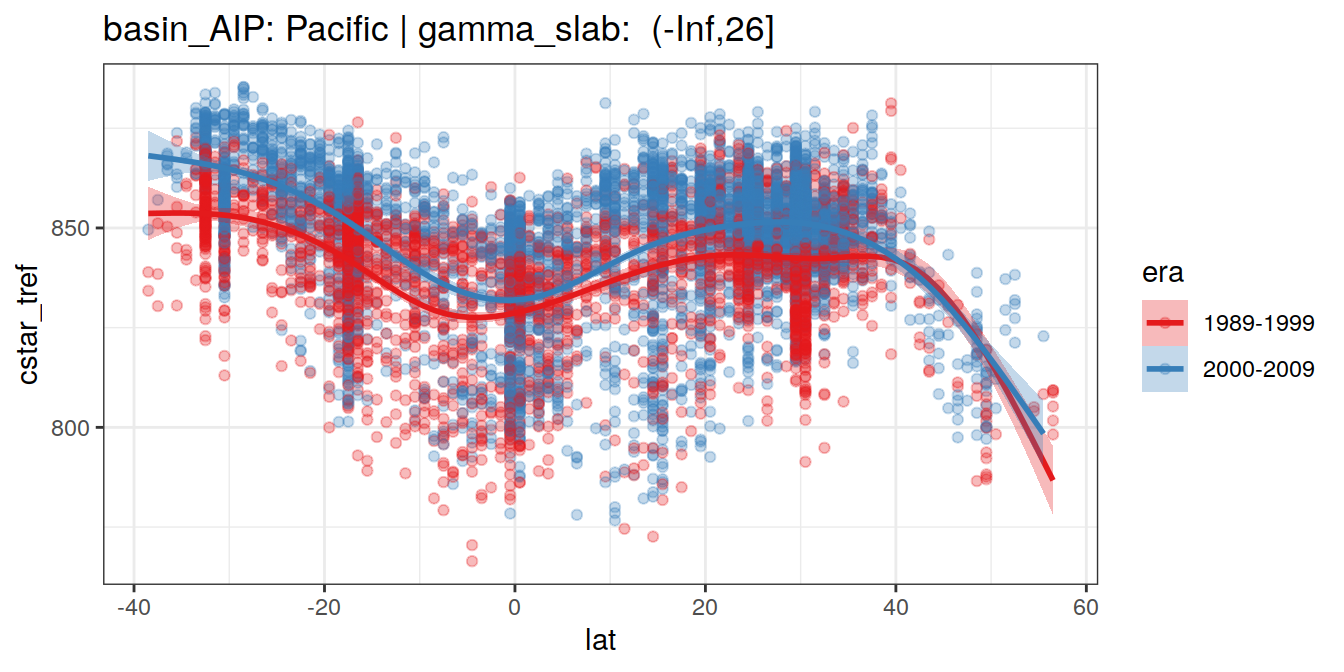 basin_AIP: Pacific | gamma_slab:  (-Inf,26]
cstar_tref
850
800
-40
-20
0
20
40
60
lat
era
1989-1999
2000-2009